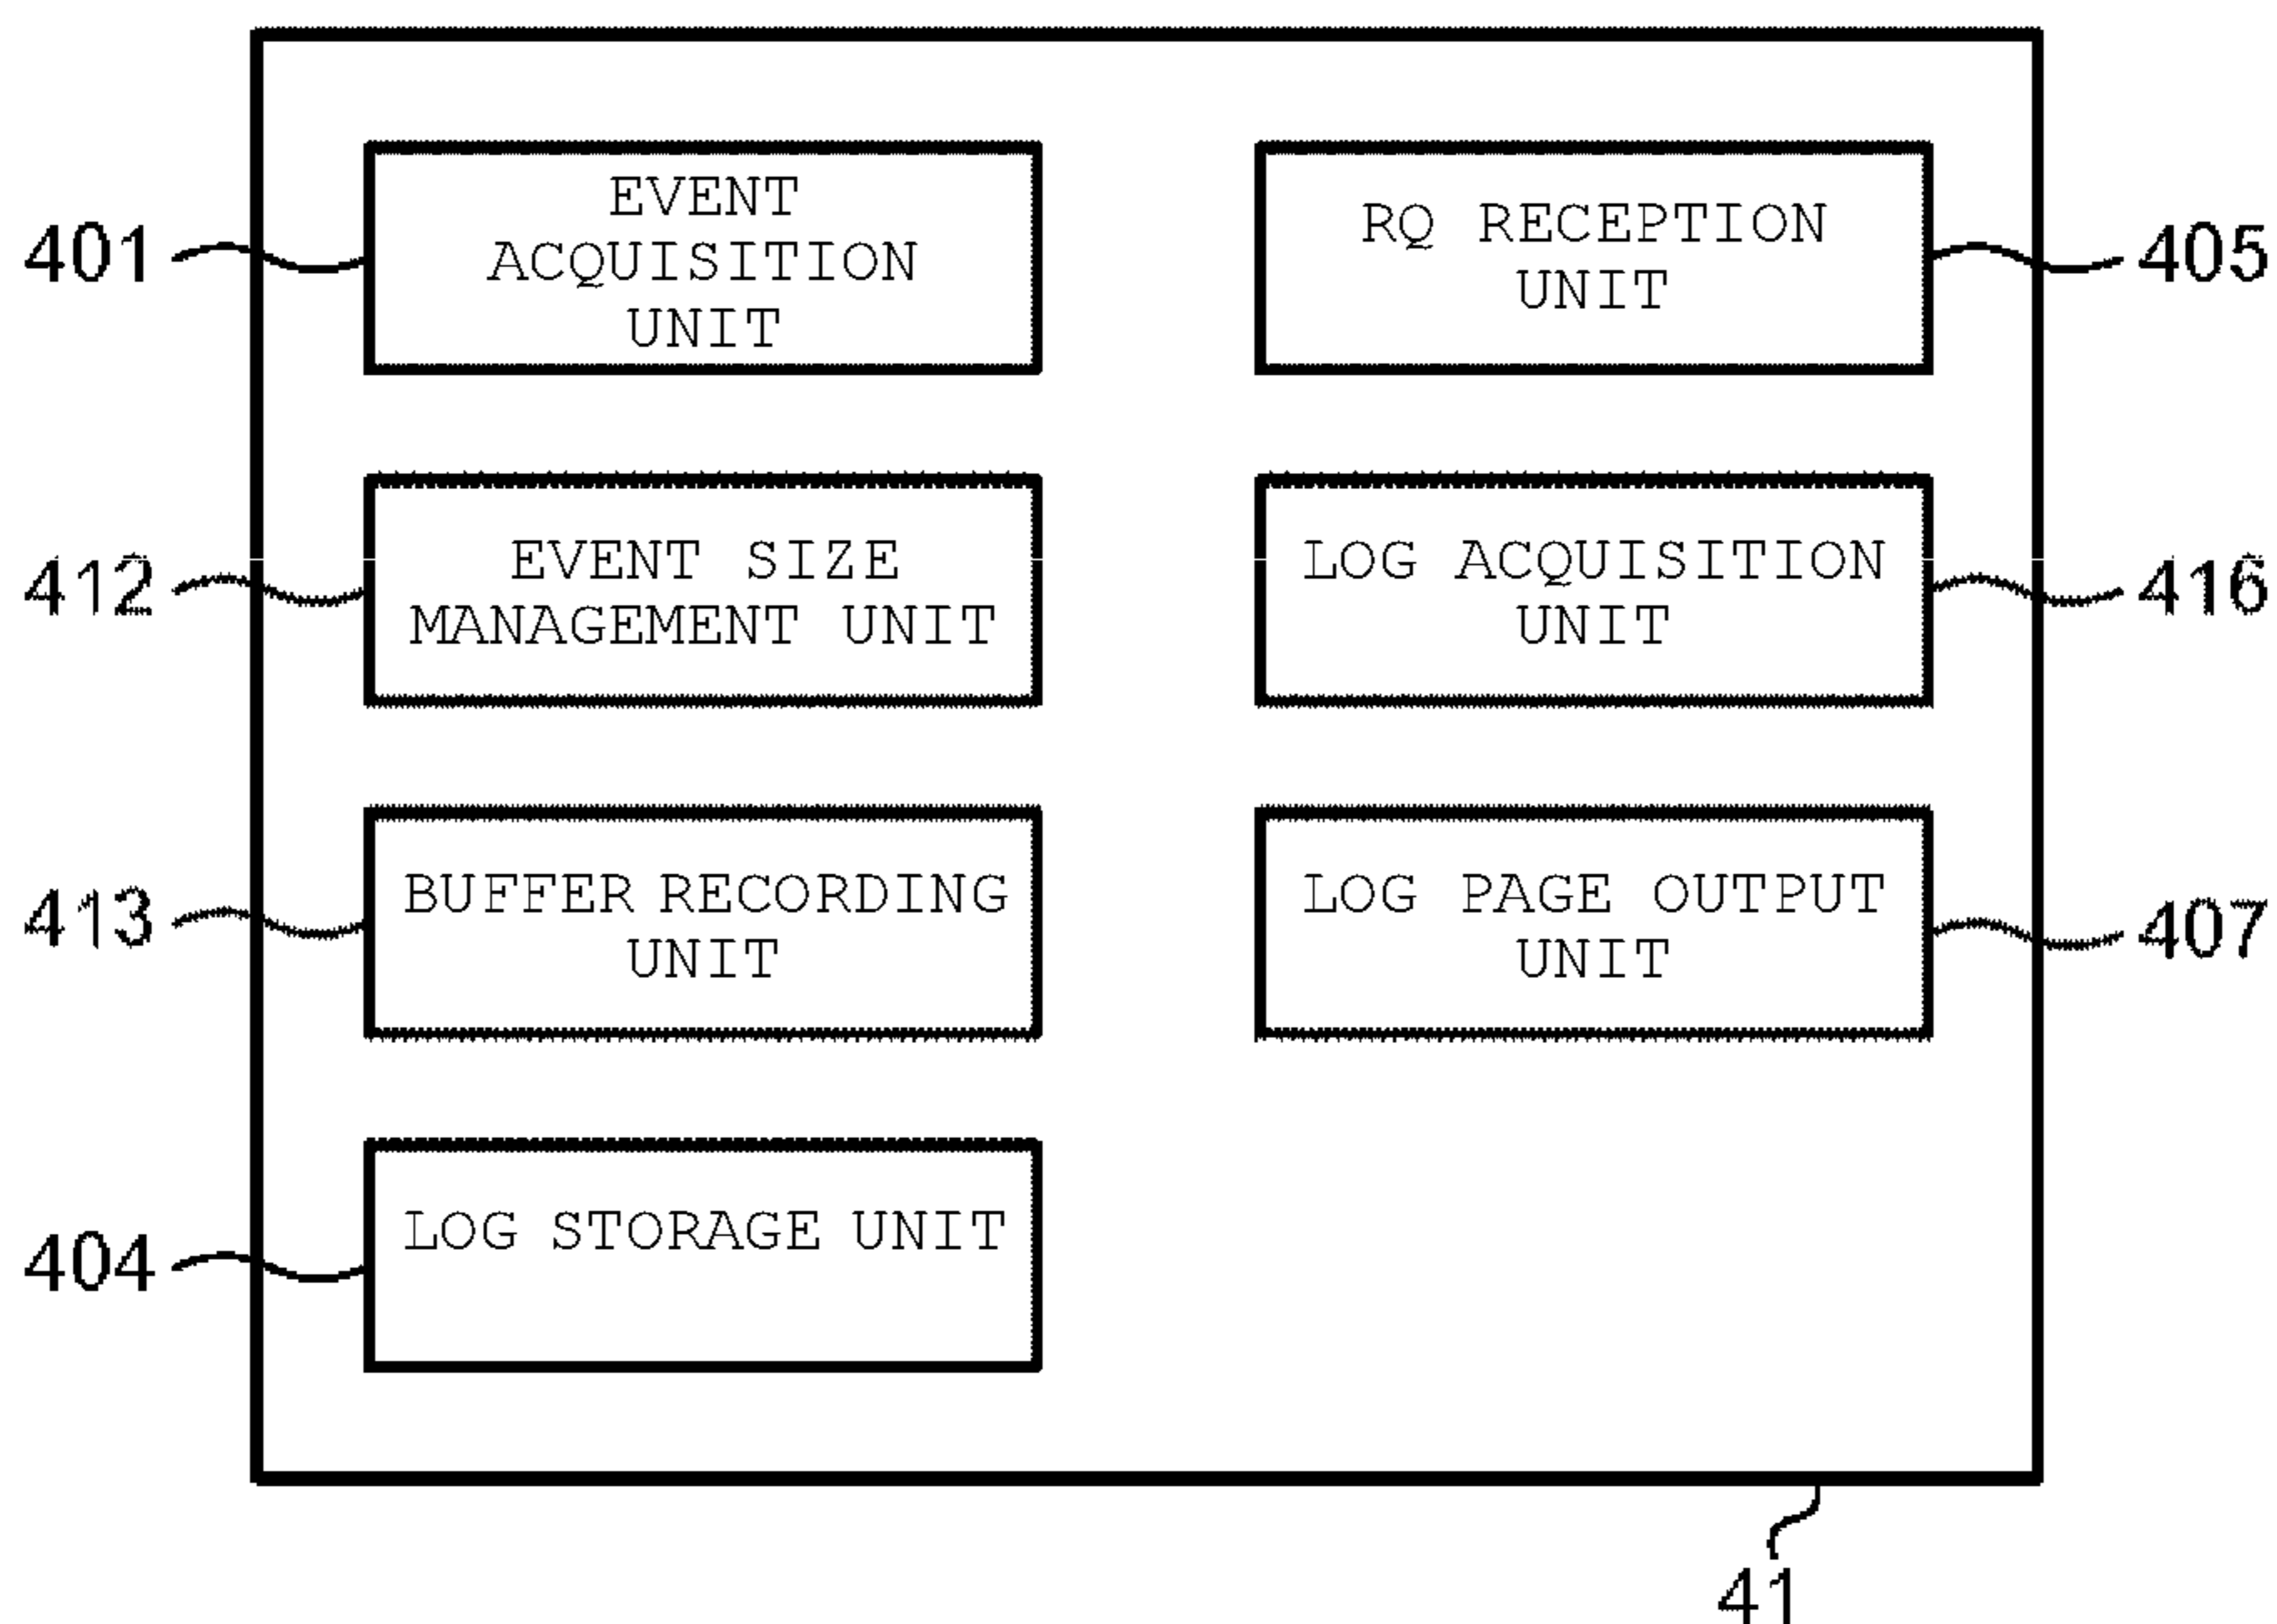 401
EVENT
ACQUISITION
UNIT
RQ RECEPTION
UNIT
405
412
EVENT SIZE
MANAGEMENT UNIT
LOG ACQUISITION
UNIT
416
413
BUFFER RECORDING
UNIT
LOG PAGE OUTPUT
UNIT
407
404
LOG STORAGE UNIT
41